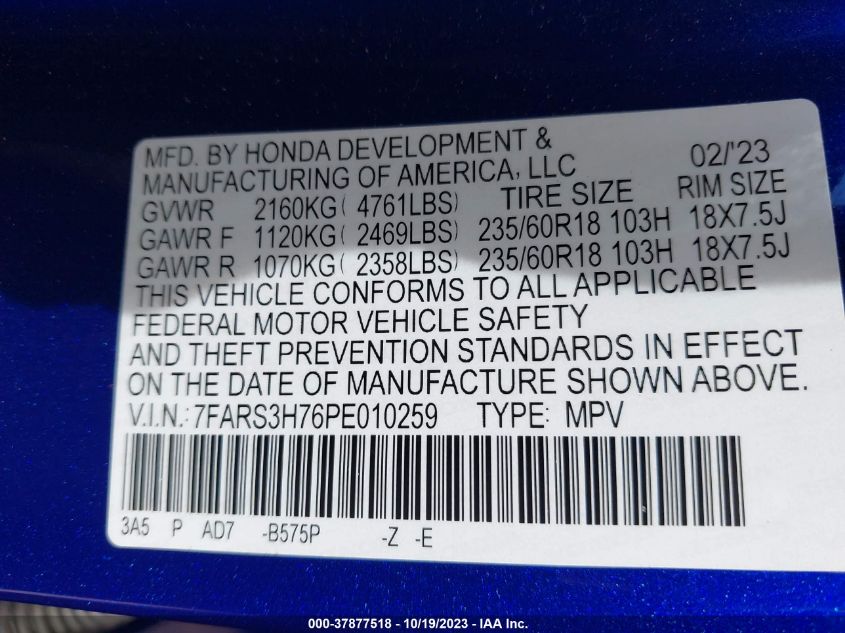 MFD. BY HONDA DEVELOPMENT & 
MANUFACTURING OF AMERICA, LLC 02/'23
GVWR 2160KG( 4761LBS) TIRE SIZE RIM SIZE
GAWR F 1120KG( 2469LBS) 235/60R18 103H 18X7.5J
GAWR R 1070KG( 2358LBS) 235/60R18 103H 18X7.5J
THIS VEHICLE CONFORMS TO ALL APPLICABLE
FEDERAL MOTOR VEHICLE SAFETY
AND THEFT PREVENTION STANDARDS IN EFFECT
ON THE DATE OF MANUFACTURE SHOWN ABOVE.
V.I.N.: 7FARS3H76PE010259 TYPE: MPV
3A5 P AD7 -B575P -Z -E
000-37877518 - 10/19/2023 - IAA Inc.